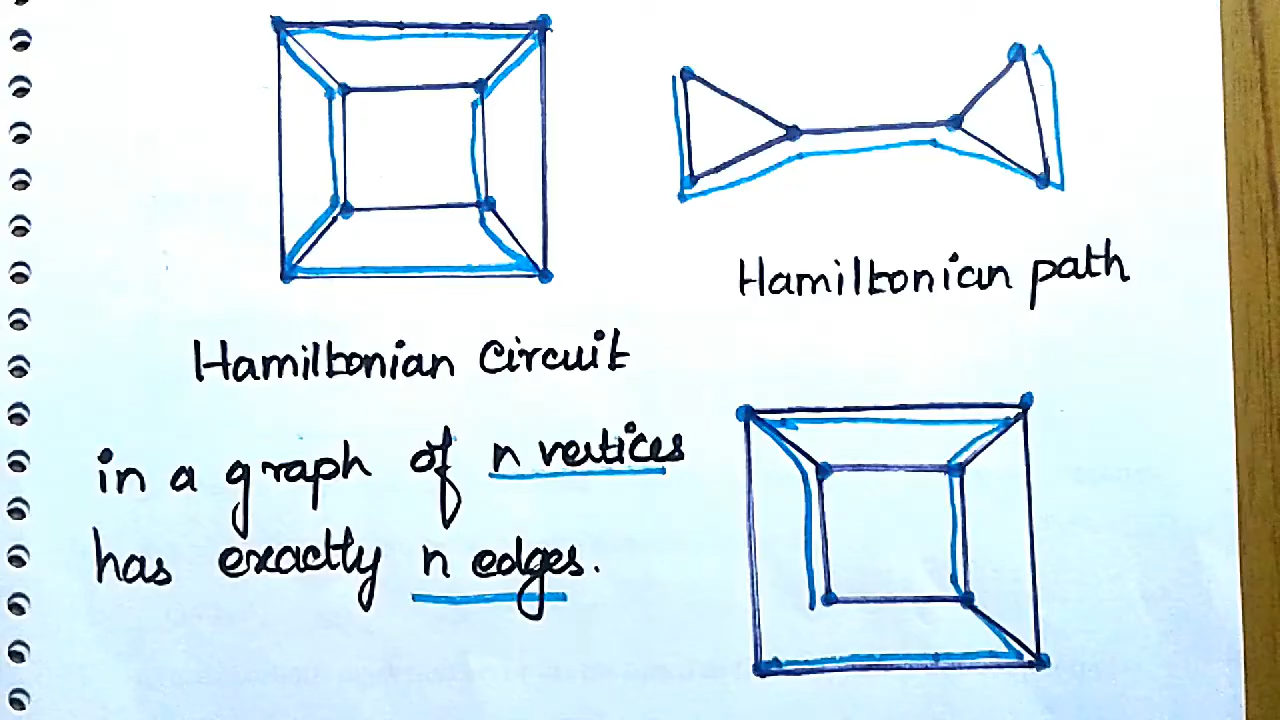 Hamiltonian path
Hamiltonian Circuit
in a graph of n vertices
has exactly n edges.